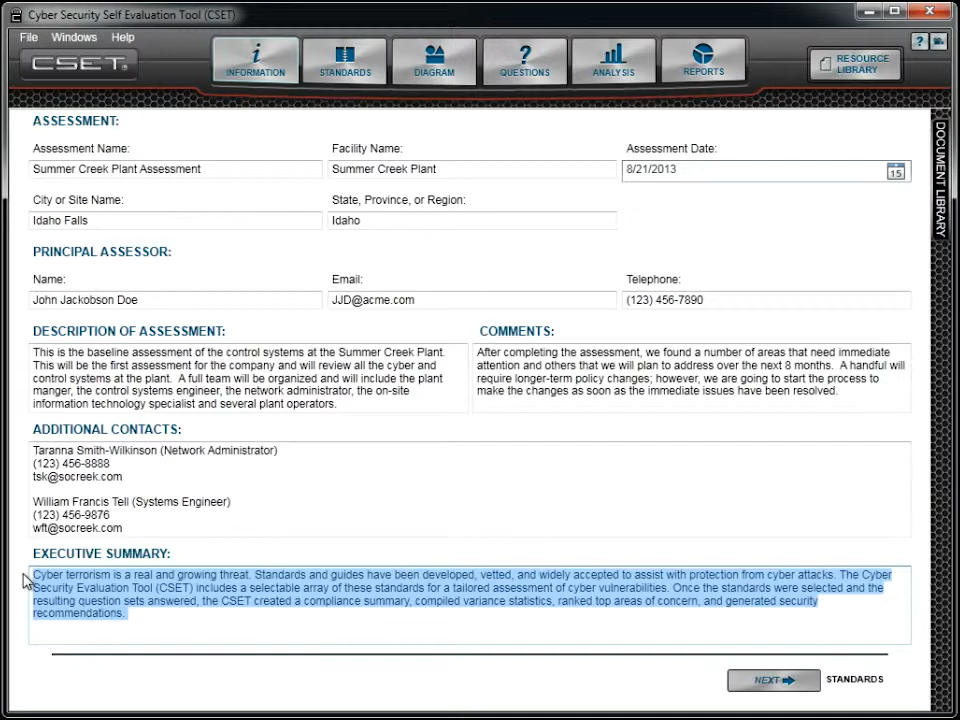 Cyber Security Self Evaluation Tool (CSET)
File Windows Help
CSET
INFORMATION
STANDARDS
DIAGRAM
? QUESTIONS
ANALYSIS
REPORTS
RESOURCE
LIBRARY
?
DOCUMENT LIBRARY
ASSESSMENT:
Assessment Name: Facility Name: Assessment Date:
Summer Creek Plant Assessment Summer Creek Plant 8/21/2013 15
City or Site Name: State, Province, or Region:
Idaho Falls Idaho
PRINCIPAL ASSESSOR:
Name: Email: Telephone:
John Jackobson Doe JJD@acme.com (123) 456-7890
DESCRIPTION OF ASSESSMENT:
This is the baseline assessment of the control systems at the Summer Creek Plant.
This will be the first assessment for the company and will review all the cyber and
control systems at the plant. A full team will be organized and will include the plant
manger, the control systems engineer, the network administrator, the on-site
information technology specialist and several plant operators.
COMMENTS:
After completing the assessment, we found a number of areas that need immediate
attention and others that we will plan to address over the next 8 months. A handful will
require longer-term policy changes; however, we are going to start the process to
make the changes as soon as the immediate issues have been resolved.
ADDITIONAL CONTACTS:
Taranna Smith-Wilkinson (Network Administrator)
(123) 456-8888
tsk@socreek.com
William Francis Tell (Systems Engineer)
(123) 456-9876
wft@socreek.com
EXECUTIVE SUMMARY:
Cyber terrorism is a real and growing threat. Standards and guides have been developed, vetted, and widely accepted to assist with protection from cyber attacks. The Cyber
Security Evaluation Tool (CSET) includes a selectable array of these standards for a tailored assessment of cyber vulnerabilities. Once the standards were selected and the
resulting question sets answered, the CSET created a compliance summary, compiled variance statistics, ranked top areas of concern, and generated security
recommendations.
NEXT STANDARDS